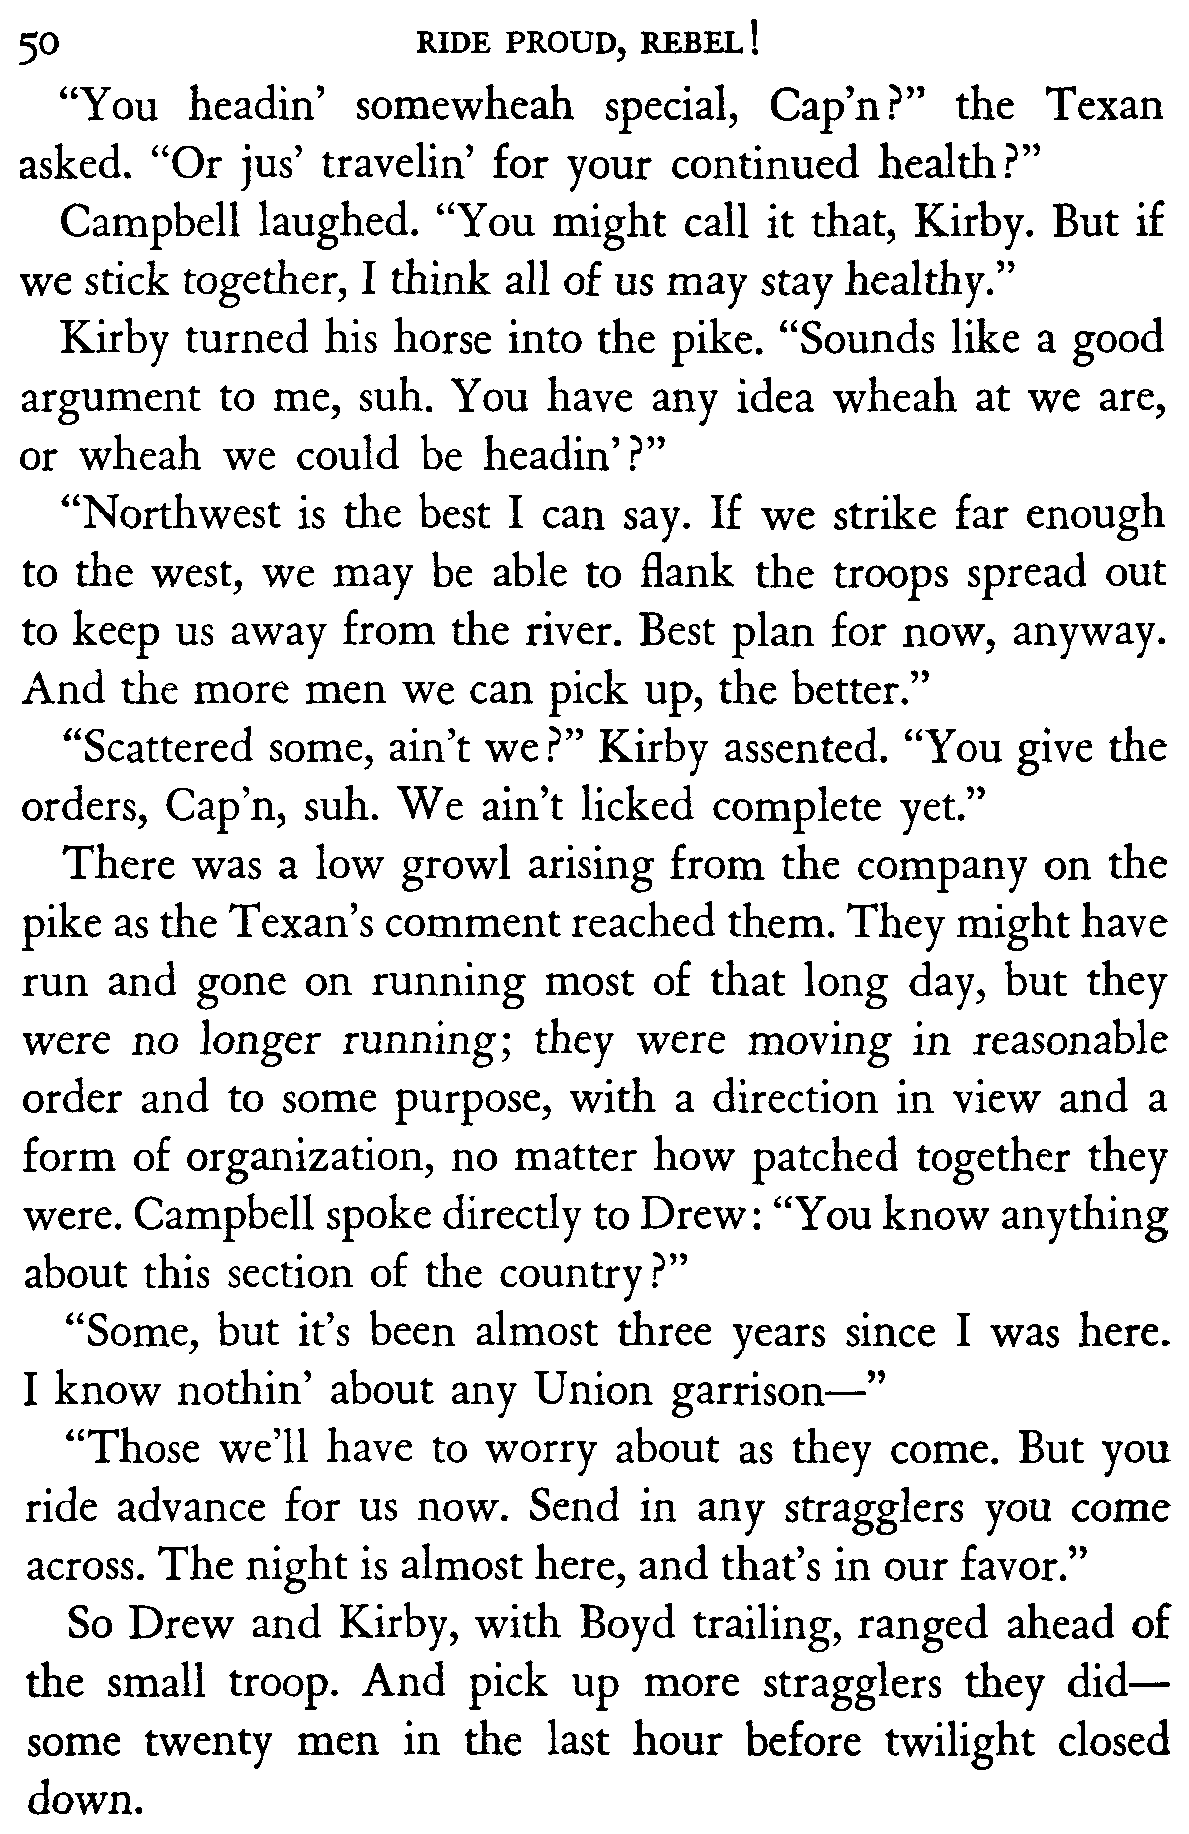 50 RIDE PROUD, REBEL!
“You headin’ somewheah special, Cap’n?” the Texan
asked. “Or jus’ travelin’ for your continued health?”
Campbell laughed. “You might call it that, Kirby. But if
we stick together, I think all of us may stay healthy.”
Kirby turned his horse into the pike. “Sounds like a good
argument to me, suh. You have any idea wheah at we are,
or wheah we could be headin’?”
“Northwest is the best I can say. If we strike far enough
to the west, we may be able to flank the troops spread out
to keep us away from the river. Best plan for now, anyway.
And the more men we can pick up, the better.”
“Scattered some, ain’t we?” Kirby assented. “You give the
orders, Cap’n, suh. We ain’t licked complete yet.”
There was a low growl arising from the company on the
pike as the Texan’s comment reached them. They might have
run and gone on running most of that long day, but they
were no longer running; they were moving in reasonable
order and to some purpose, with a direction in view and a
form of organization, no matter how patched together they
were. Campbell spoke directly to Drew: “You know anything
about this section of the country?”
“Some, but it’s been almost three years since I was here.
I know nothin’ about any Union garrison—”
“Those we’ll have to worry about as they come. But you
ride advance for us now. Send in any stragglers you come
across. The night is almost here, and that’s in our favor.”
So Drew and Kirby, with Boyd trailing, ranged ahead of
the small troop. And pick up more stragglers they did—
some twenty men in the last hour before twilight closed
down.